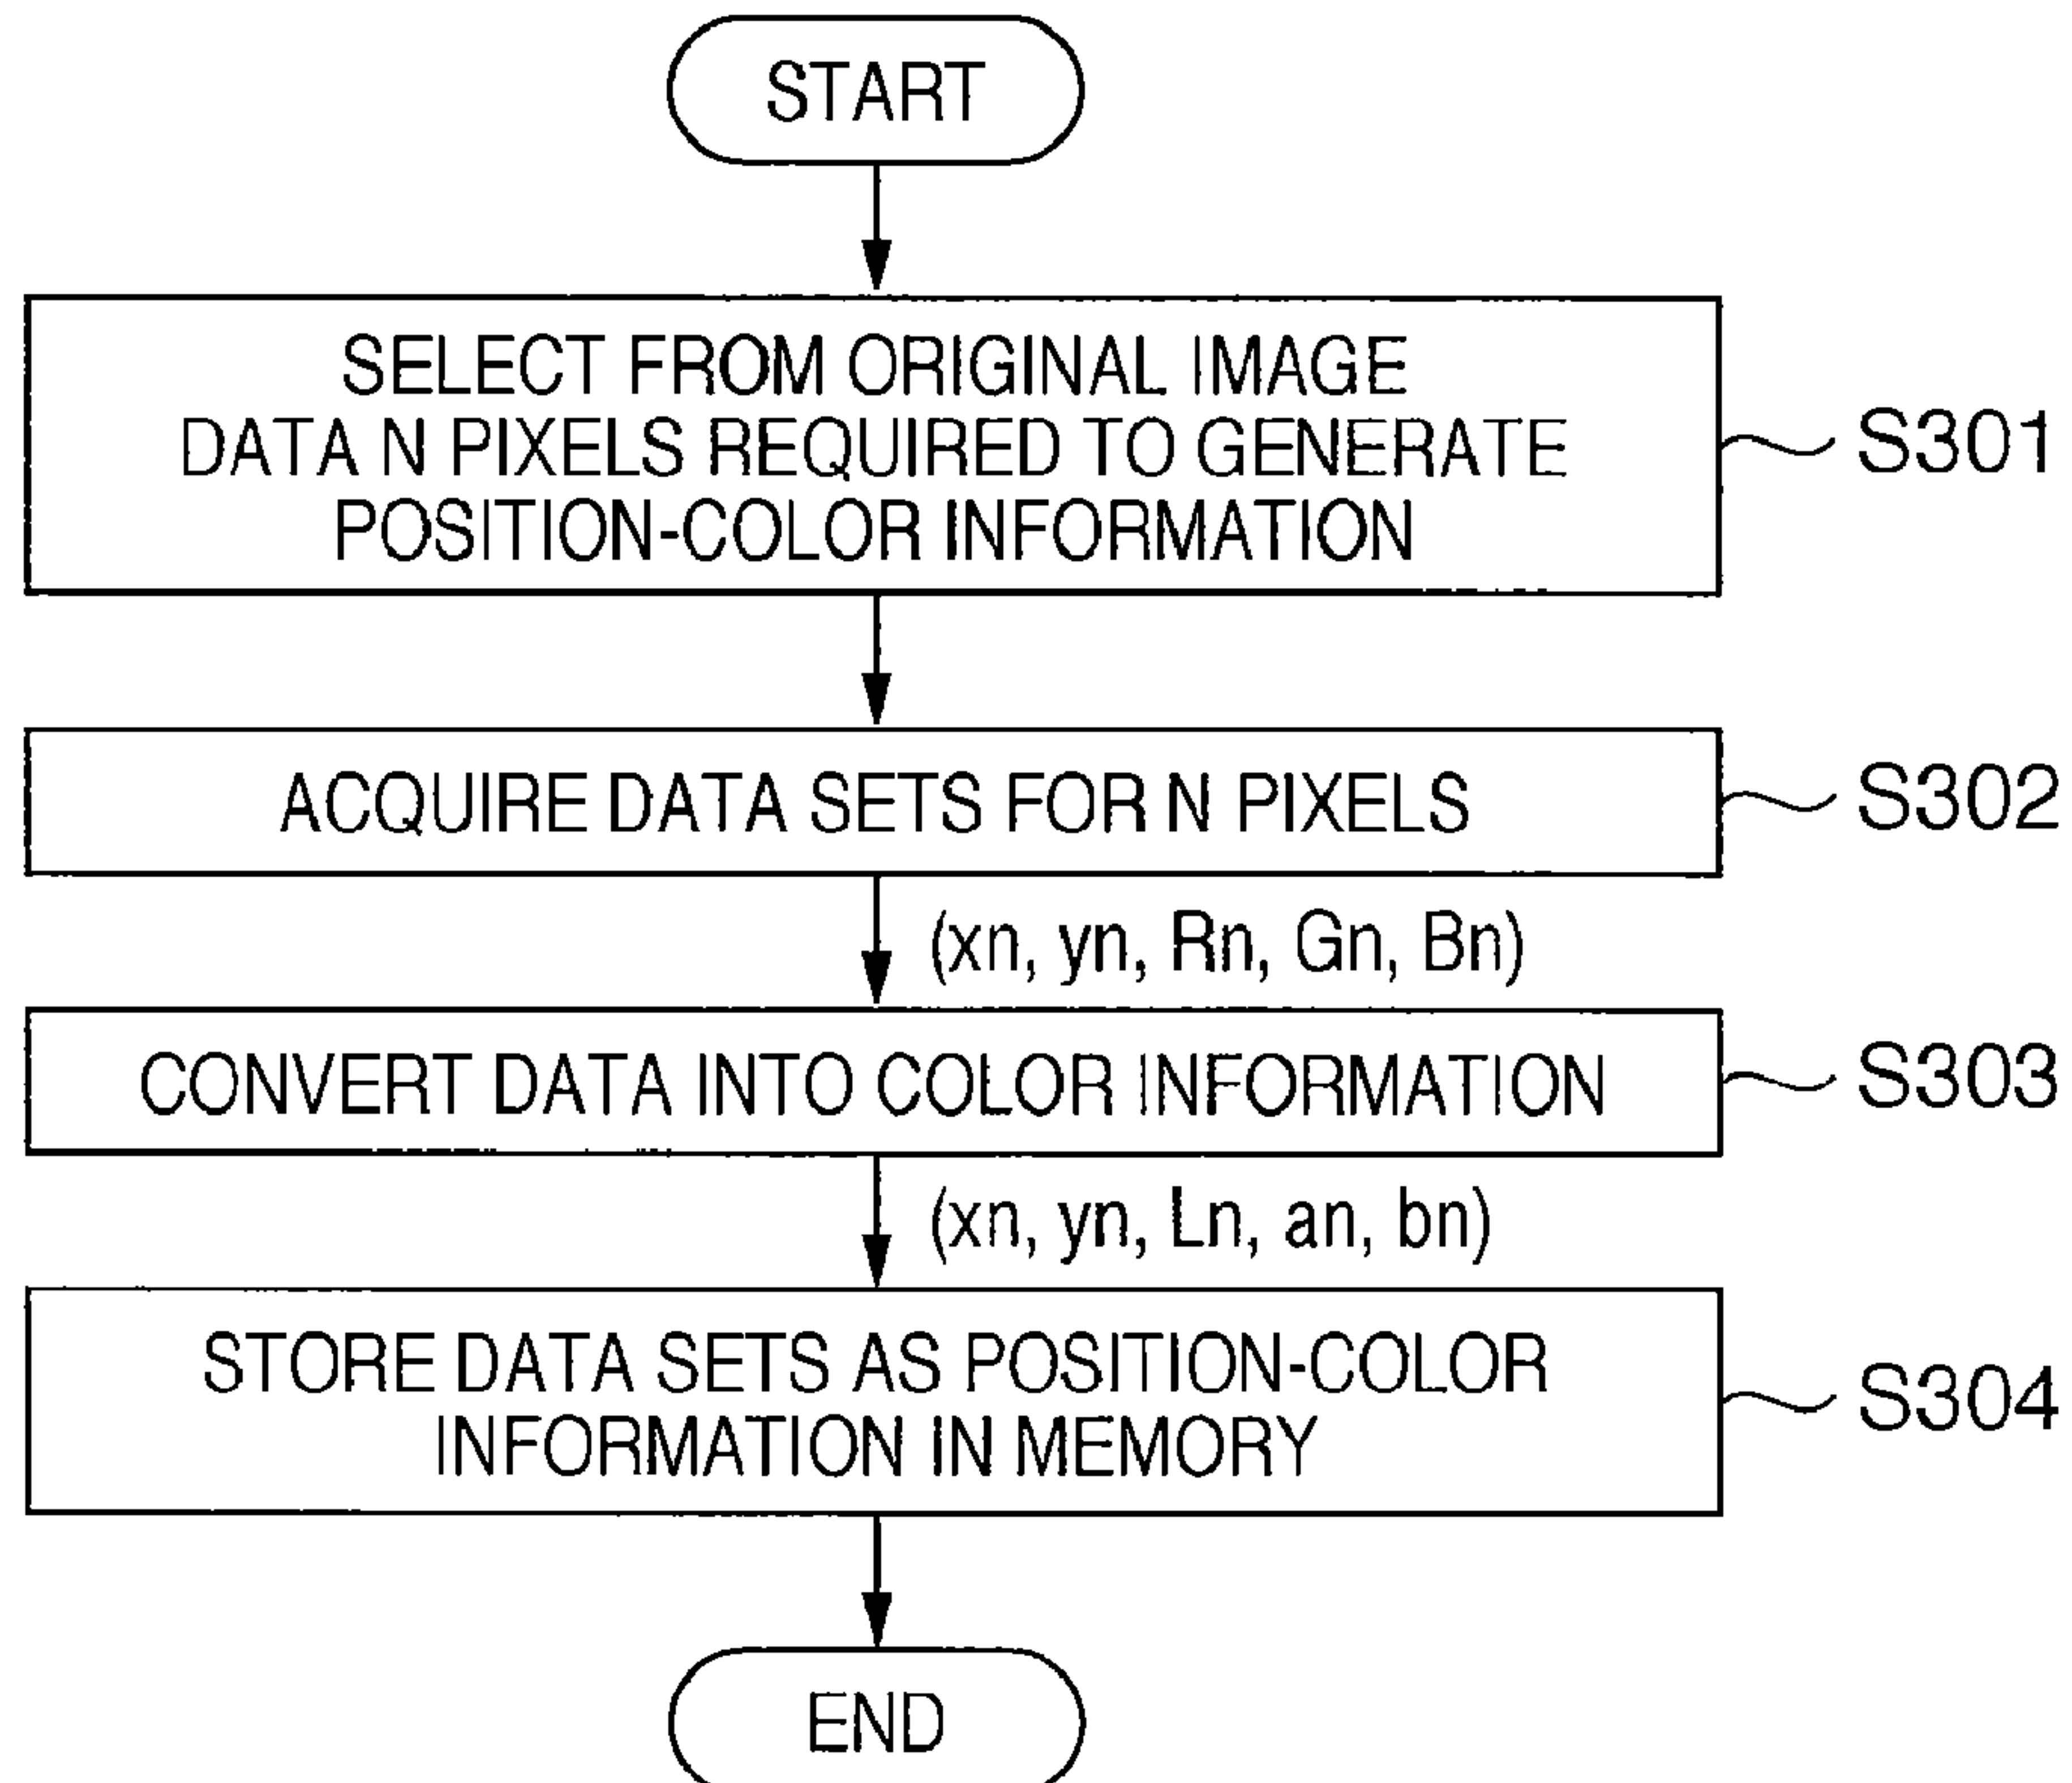 START
SELECT FROM ORIGINAL IMAGE
DATA N PIXELS REQUIRED TO GENERATE
POSITION-COLOR INFORMATION
S301
ACQUIRE DATA SETS FOR N PIXELS
S302
(xn, yn, Rn, Gn, Bn)
CONVERT DATA INTO COLOR INFORMATION
S303
(xn, yn, Ln, an, bn)
STORE DATA SETS AS POSITION-COLOR
INFORMATION IN MEMORY
S304
END